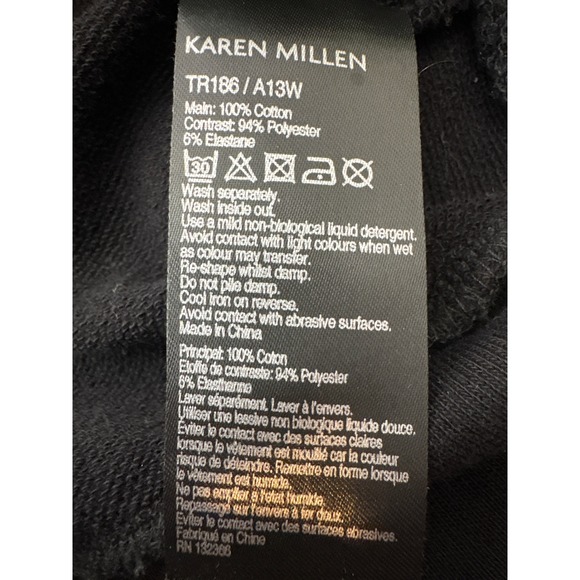 KAREN MILLEN
TR186 / A13W
Main: 100% Cotton
Contrast: 94% Polyester
6% Elastane
30
Wash separately.
Wash inside out.
Use a mild non-biological liquid detergent.
Avoid contact with light colours when wet
as colour may transfer.
Re-shape whilst damp.
Do not pile damp.
Cool iron on reverse.
Avoid contact with abrasive surfaces.
Made in China
Principal: 100% Coton
Etoffe de contraste: 94% Polyester
6% Elasthanne
Laver séparément. Laver à l'envers.
Utiliser une lessive non biologique liquide douce.
Éviter le contact avec des surfaces claires
lorsque le vêtement est mouillé car la couleur
risque de déteindre. Remettre en forme lorsque
le vêtement est humide.
Ne pas empiler à l'état humide.
Repassage sur l'envers à fer doux.
Eviter le contact avec des surfaces abrasives.
Fabriqué en Chine
RN 132366